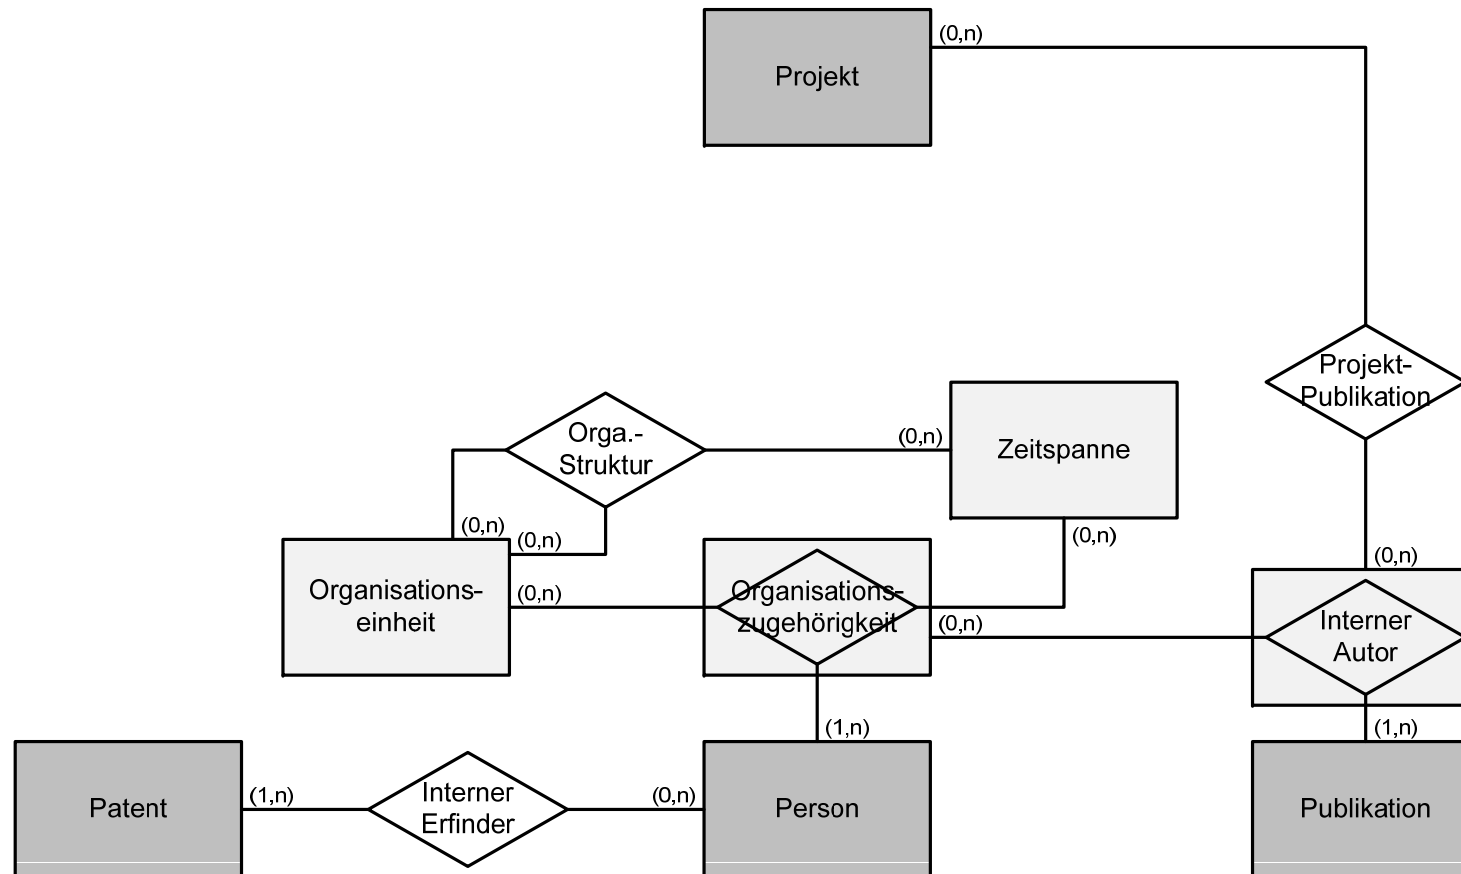 (0,n)
Projekt
Projekt-
Publikation
Orga.-
Struktur
(0,n)
Zeitspanne
(0,n)
(0,n)
(0,n)
(0,n)
Organisations-
einheit
(0,n)
Organisations-
zugehörigkeit
(0,n)
Interner
Autor
(1,n)
(1,n)
Patent
(1,n)
Interner
Erfinder
(0,n)
Person
Publikation